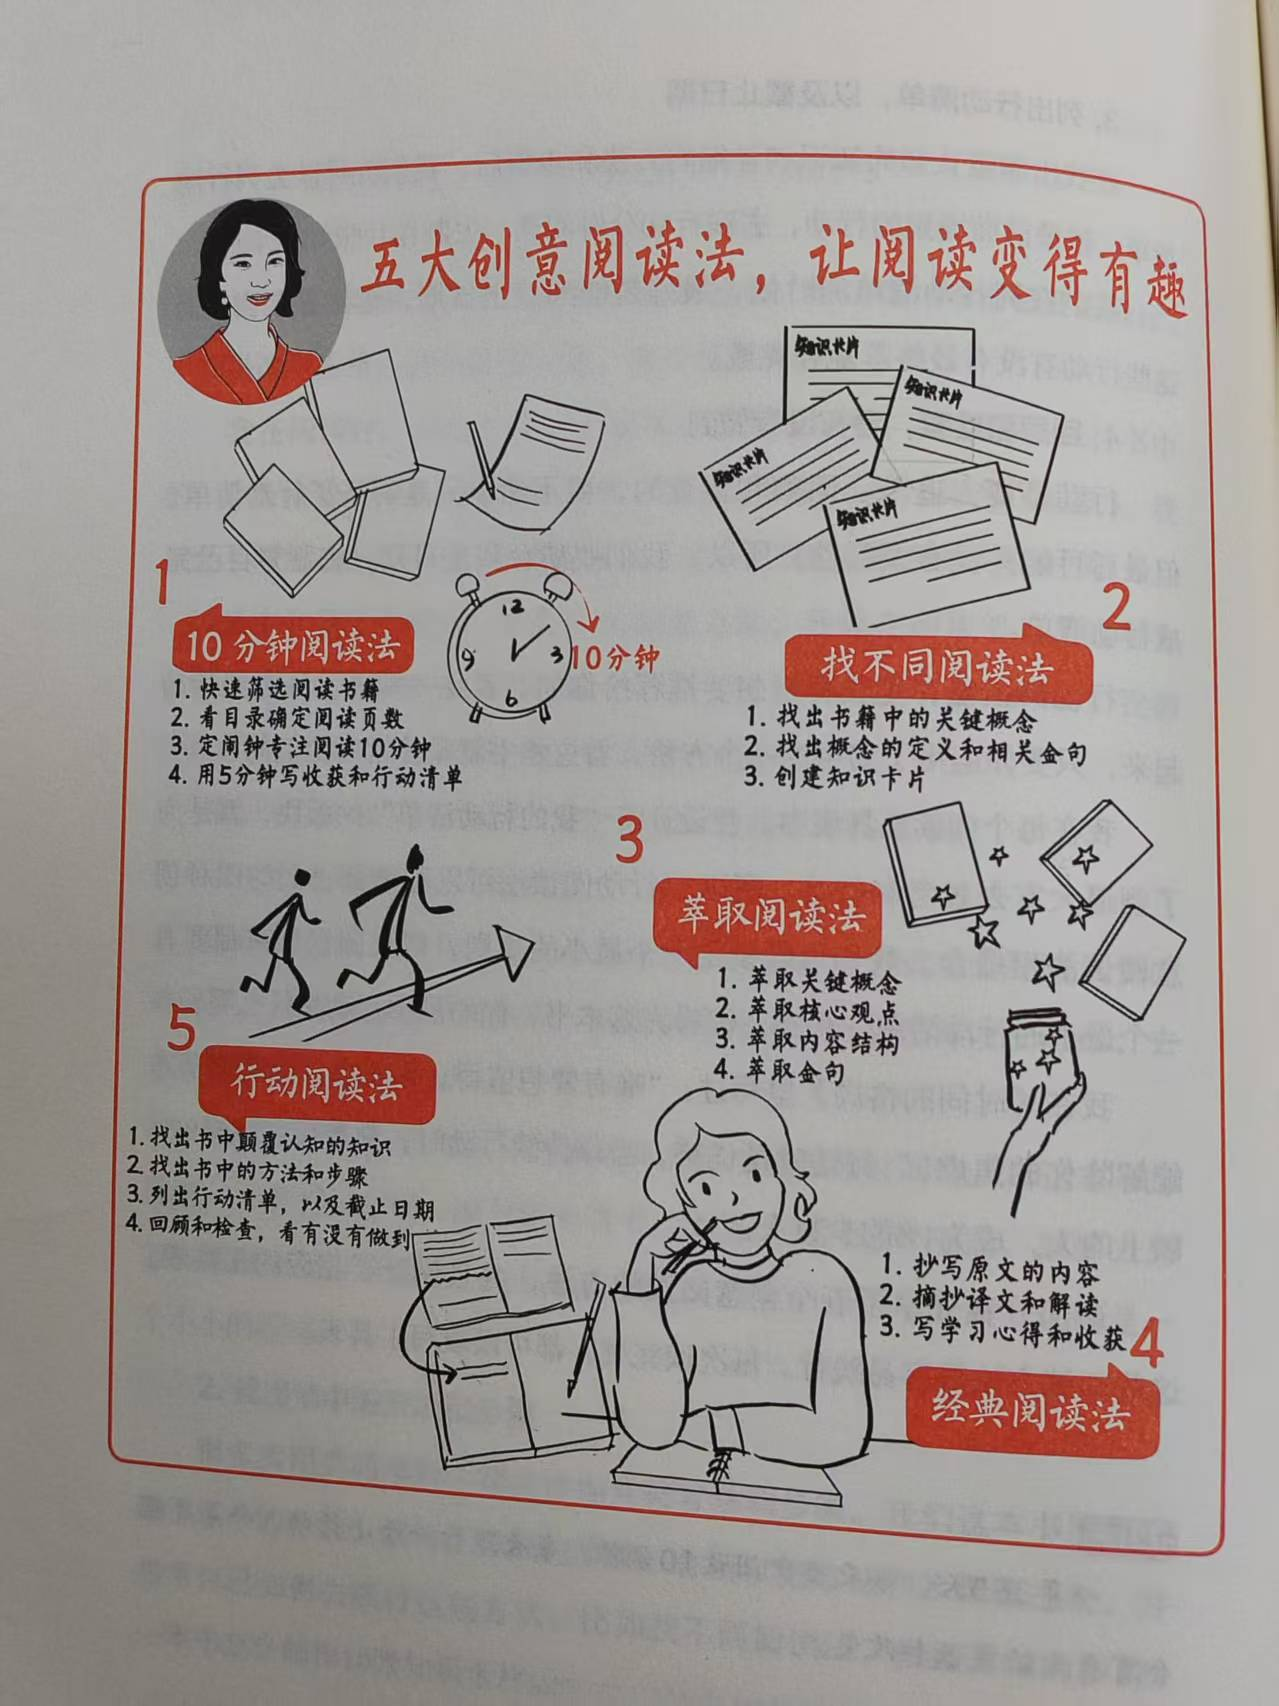 五大创意阅读法，让阅读变得有趣
知识卡片
知识卡片
知识卡片
知识卡片
1
10分钟阅读法
1. 快速筛选阅读书籍
2. 看目录确定阅读页数
3. 定闹钟专注阅读10分钟
4. 用5分钟写收获和行动清单
12
3
6
9
10分钟
2
找不同阅读法
1. 找出书籍中的关键概念
2. 找出概念的定义和相关金句
3. 创建知识卡片
3
萃取阅读法
1. 萃取关键概念
2. 萃取核心观点
3. 萃取内容结构
4. 萃取金句
5
行动阅读法
1. 找出书中颠覆认知的知识
2. 找出书中的方法和步骤
3. 列出行动清单，以及截止日期
4. 回顾和检查，看有没有做到
1. 抄写原文的内容
2. 摘抄译文和解读
3. 写学习心得和收获
4
经典阅读法